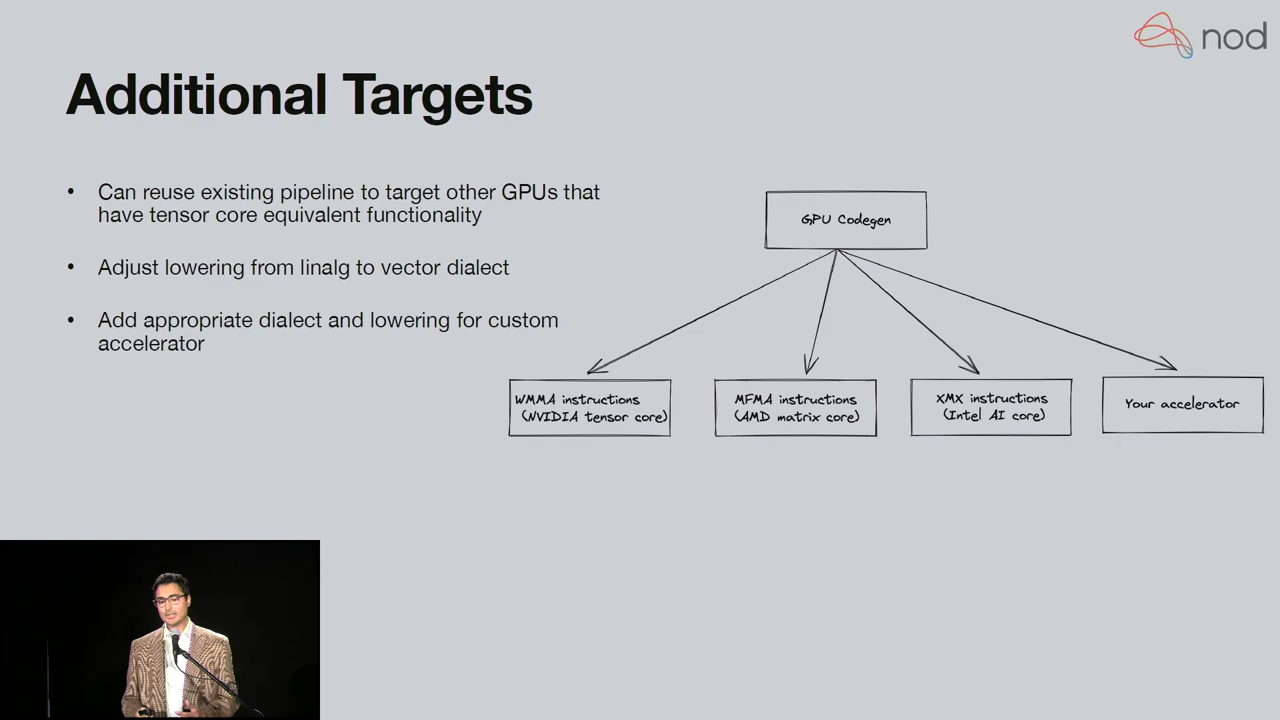 nod
Additional Targets
• Can reuse existing pipeline to target other GPUs that
have tensor core equivalent functionality
• Adjust lowering from linalg to vector dialect
• Add appropriate dialect and lowering for custom
accelerator
GPU Codegen
WMMA instructions
(NVIDIA tensor core)
MFMA instructions
(AMD matrix core)
XMX instructions
(Intel AI core)
Your accelerator